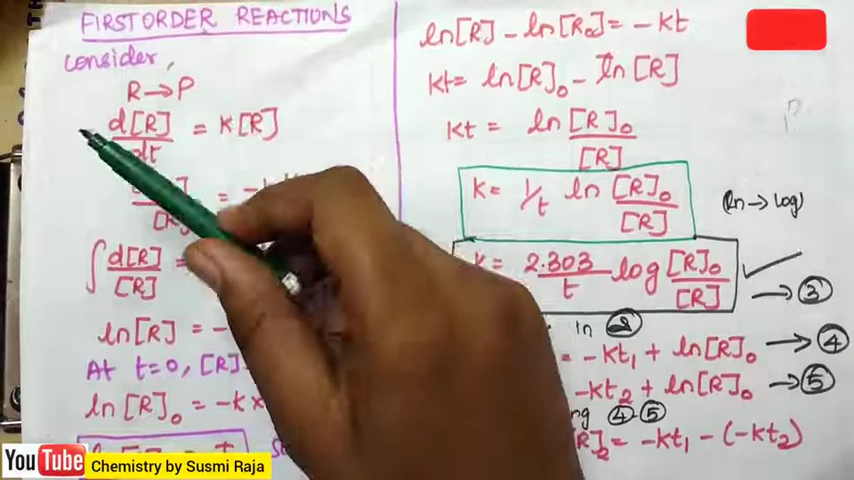 FIRST ORDER REACTIONS
Consider,
R → P
d[R]/dt = K[R]
[R] = -k
∫ d[R]/[R] =
ln[R] = -
At t=0, [R]
ln[R]₀ = -k x
ln[R] - ln[R₀] = -kt
kt = ln[R]₀ - ln[R]
kt = ln [R]₀/[R]
k = 1/t ln [R]₀/[R]
(ln → log)
k = 2.303/t log [R]₀/[R] → ③
in ②
= -kt₁ + ln[R]₀ → ④
-kt₂ + ln[R]₀ → ⑤
④-⑤
R]₂ = -kt₁ - (-kt₂)
YouTube
Chemistry by Susmi Raja